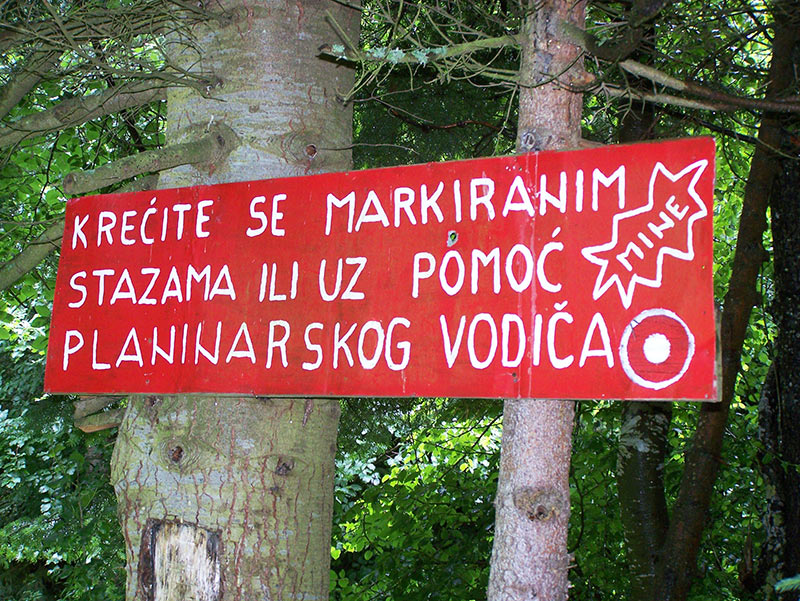 KREĆITE SE MARKIRANIM
STAZAMA ILI UZ POMOĆ
PLANINARSKOG VODIČA
MINE